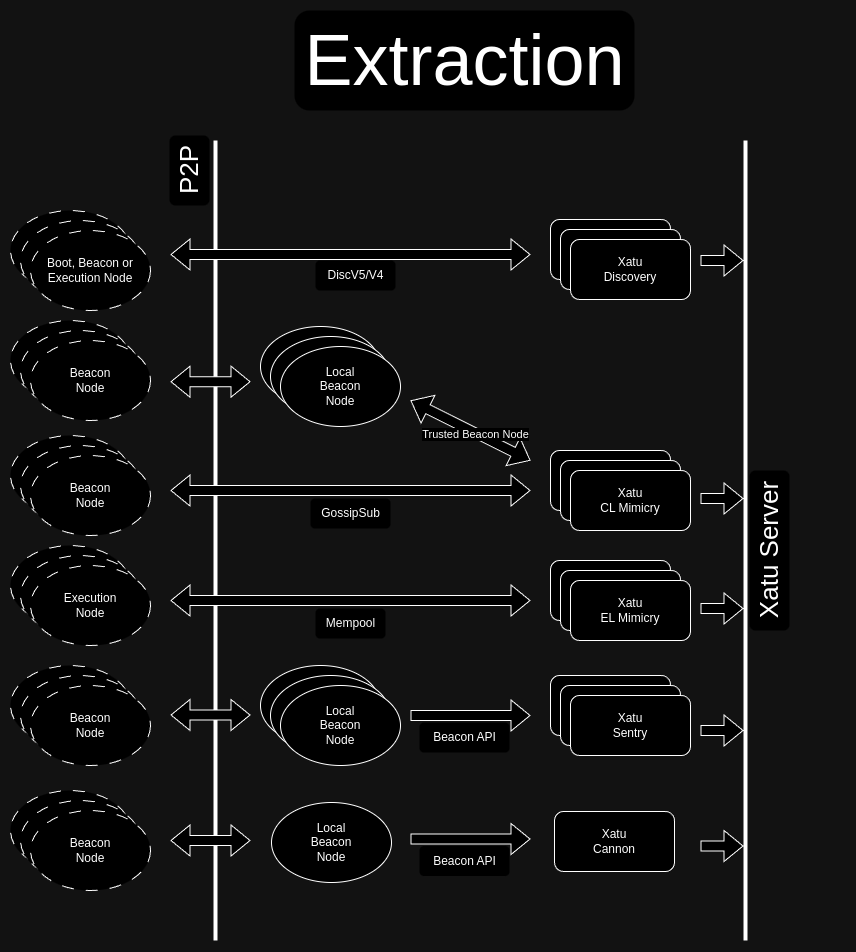 Extraction
P2P
Boot, Beacon or
Execution Node
DiscV5/V4
Xatu
Discovery
Beacon
Node
Local
Beacon
Node
Trusted Beacon Node
Beacon
Node
GossipSub
Xatu
CL Mimicry
Xatu Server
Execution
Node
Mempool
Xatu
EL Mimicry
Beacon
Node
Local
Beacon
Node
Beacon API
Xatu
Sentry
Beacon
Node
Local
Beacon
Node
Beacon API
Xatu
Cannon